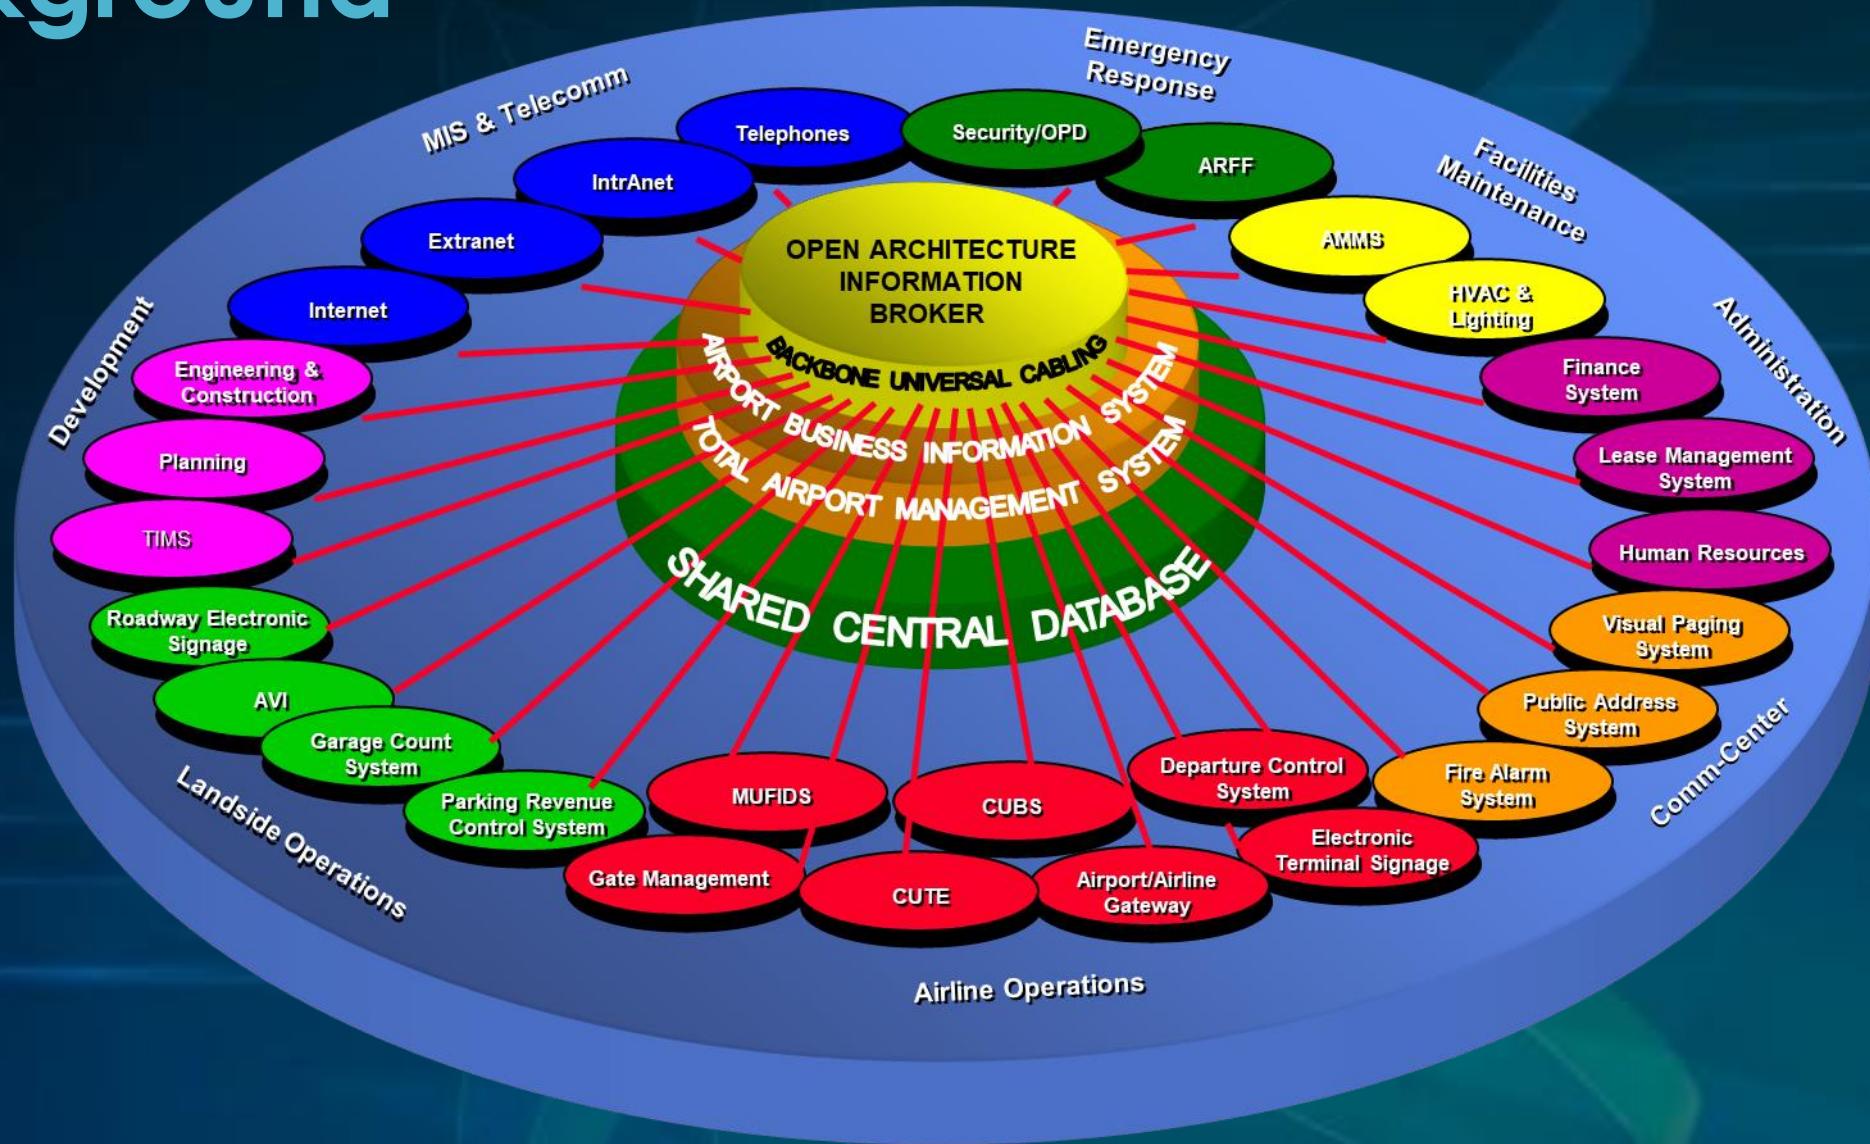 kground
Emergency
Response
MIS & Telecomm
Facilities
Maintenance
Administration
Development
Landside Operations
Airline Operations
Comm-Center
Telephones
IntrAnet
Extranet
Internet
Security/OPD
ARFF
AMMS
HVAC &
Lighting
Finance
System
Lease Management
System
Human Resources
Visual Paging
System
Public Address
System
Fire Alarm
System
Departure Control
System
Electronic
Terminal Signage
Airport/Airline
Gateway
CUBS
CUTE
MUFIDS
Gate Management
Parking Revenue
Control System
Garage Count
System
AVI
Roadway Electronic
Signage
TIMS
Planning
Engineering &
Construction
OPEN ARCHITECTURE
INFORMATION
BROKER
BACKBONE UNIVERSAL CABLING
AIRPORT BUSINESS INFORMATION SYSTEM
TOTAL AIRPORT MANAGEMENT SYSTEM
SHARED CENTRAL DATABASE